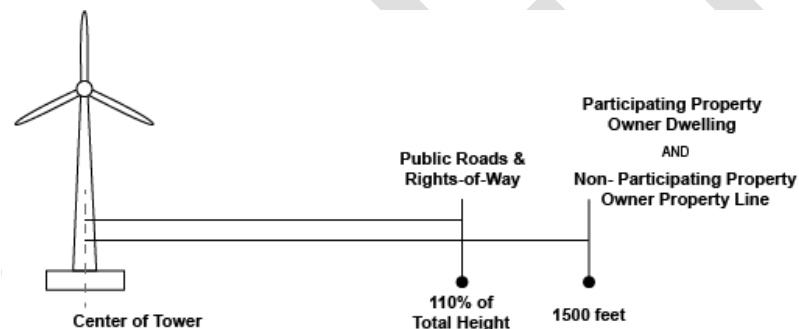 Participating Property
Owner Dwelling
AND
Non- Participating Property
Owner Property Line
Public Roads &
Rights-of-Way
Center of Tower
110% of
Total Height
1500 feet